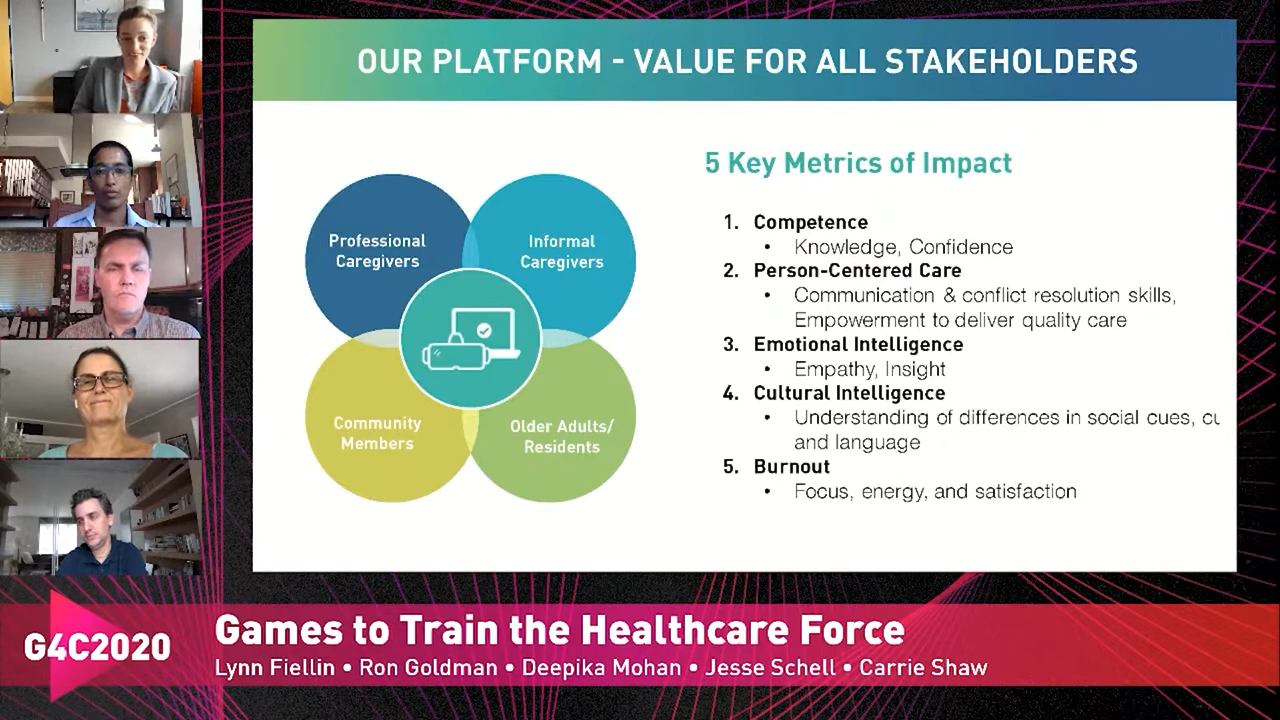 OUR PLATFORM - VALUE FOR ALL STAKEHOLDERS
Professional
Caregivers
Informal
Caregivers
Community
Members
Older Adults/
Residents
5 Key Metrics of Impact
1. Competence
• Knowledge, Confidence
2. Person-Centered Care
• Communication & conflict resolution skills,
Empowerment to deliver quality care
3. Emotional Intelligence
• Empathy, Insight
4. Cultural Intelligence
• Understanding of differences in social cues,
and language
5. Burnout
• Focus, energy, and satisfaction
G4C2020
Games to Train the Healthcare Force
Lynn Fiellin • Ron Goldman • Deepika Mohan • Jesse Schell • Carrie Shaw